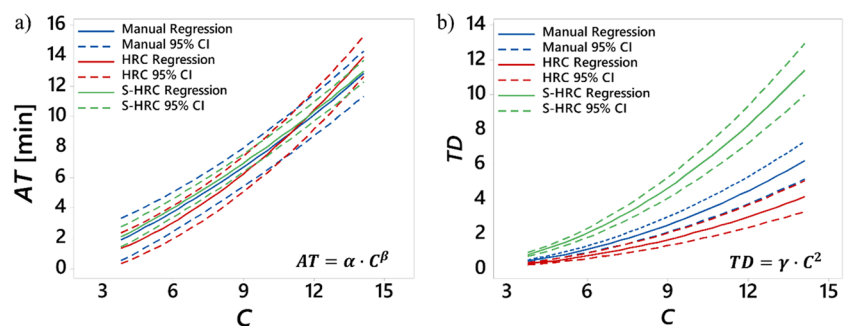 a)
16
14
12
10
8
6
4
2
0
AT [min]
Manual Regression
Manual 95% CI
HRC Regression
HRC 95% CI
S-HRC Regression
S-HRC 95% CI
AT = α · C^β
3 6 9 12 15
C
b)
14
12
10
8
6
4
2
0
TD
Manual Regression
Manual 95% CI
HRC Regression
HRC 95% CI
S-HRC Regression
S-HRC 95% CI
TD = γ · C²
3 6 9 12 15
C